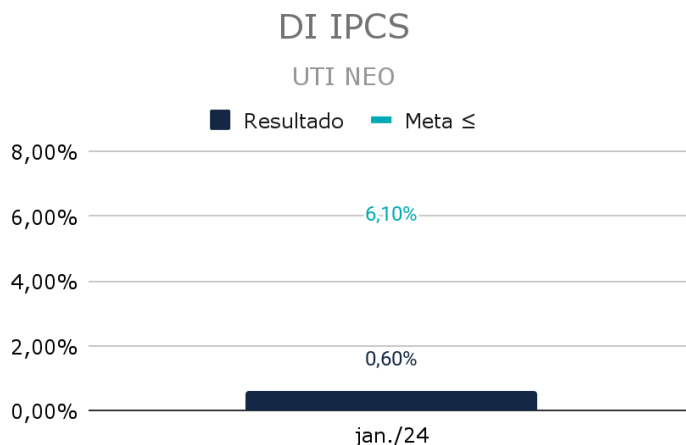 DI IPCS
UTI NEO
Resultado Meta ≤
8,00%
6,00%
6,10%
4,00%
2,00%
0,60%
0,00%
jan./24